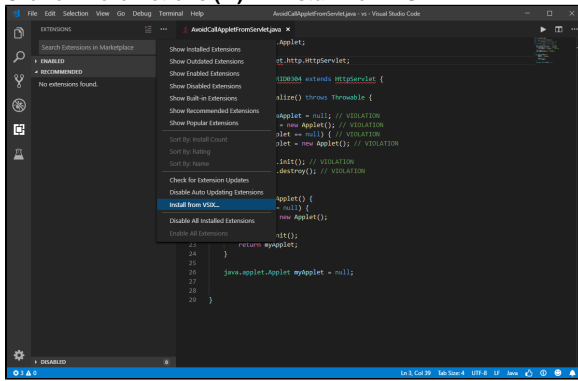 File Edit Selection View Go Debug Terminal Help AvoidCallAppletFromServlet.java - vs - Visual Studio Code
EXTENSIONS
AvoidCallAppletFromServlet.java ×
Search Extensions in Marketplace
ENABLED
RECOMMENDED
No extensions found.
Show Installed Extensions
Show Outdated Extensions
Show Enabled Extensions
Show Disabled Extensions
Show Built-in Extensions
Show Recommended Extensions
Show Popular Extensions
Sort By: Install Count
Sort By: Rating
Sort By: Name
Check for Extension Updates
Disable Auto Updating Extensions
Install from VSIX...
Disable All Installed Extensions
Enable All Extensions
.Applet;
.http.HttpServlet;
extends HttpServlet {
alize() throws Throwable {
Applet = null; // VIOLATION
= new Applet(); // VIOLATION
plet == null) { // VIOLATION
plet = new Applet(); // VIOLATION
.init(); // VIOLATION
.destroy(); // VIOLATION
Applet() {
= null) {
new Applet();
it();
23 return myApplet;
24 }
25
26 java.applet.Applet myApplet = null;
27
28
29 }
DISABLED 0
3 0 Ln 3, Col 39 Tab Size: 4 UTF-8 LF Java